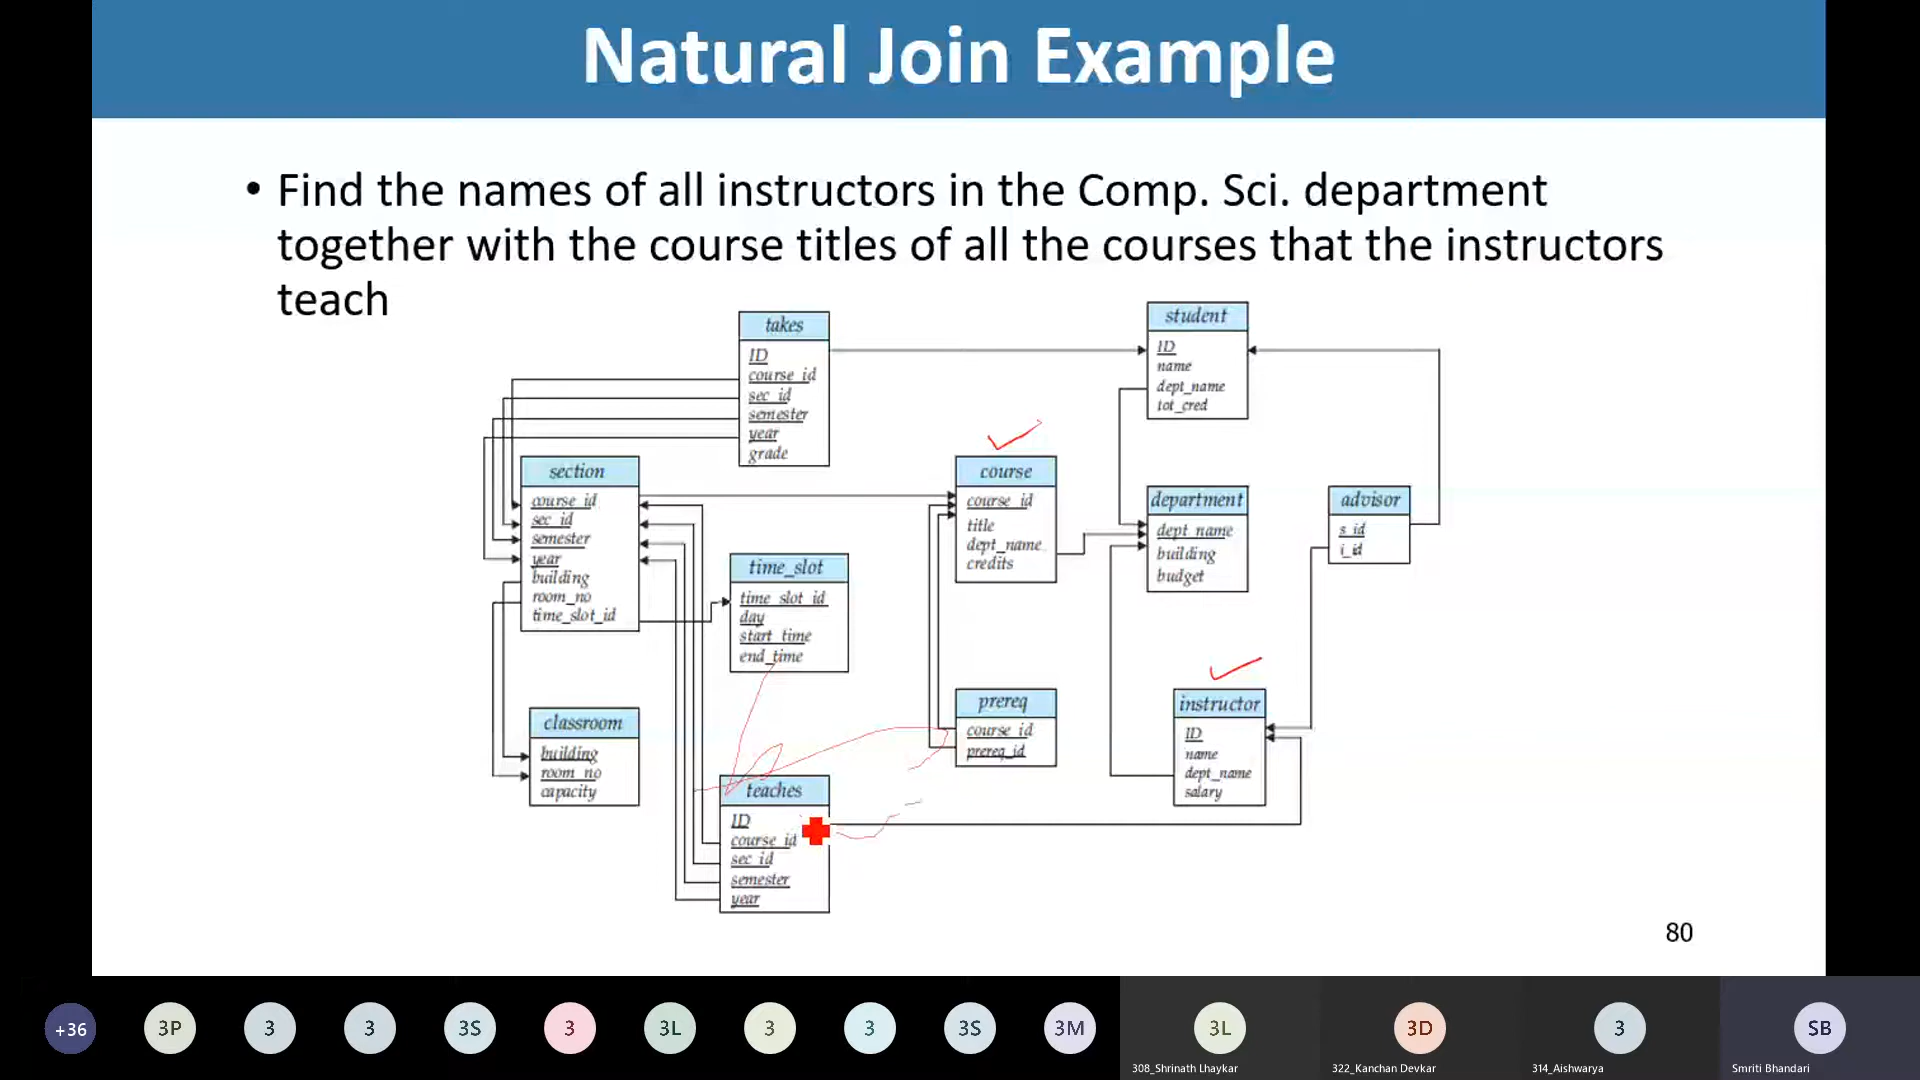 Natural Join Example
• Find the names of all instructors in the Comp. Sci. department
together with the course titles of all the courses that the instructors
teach
takes
ID
course_id
sec_id
semester
year
grade
student
ID
name
dept_name
tot_cred
section
course_id
sec_id
semester
year
building
room_no
time_slot_id
course
course_id
title
dept_name
credits
department
dept_name
building
budget
advisor
s_id
i_id
time_slot
time_slot_id
day
start_time
end_time
prereq
course_id
prereq_id
instructor
ID
name
dept_name
salary
classroom
building
room_no
capacity
teaches
ID
course_id
sec_id
semester
year
80
+36
3P
3
3
3S
3
3L
3
3
3S
3M
3L
3D
3
SB
308_Shrinath Lhaykar
322_Kanchan Devkar
314_Aishwarya
Smriti Bhandari